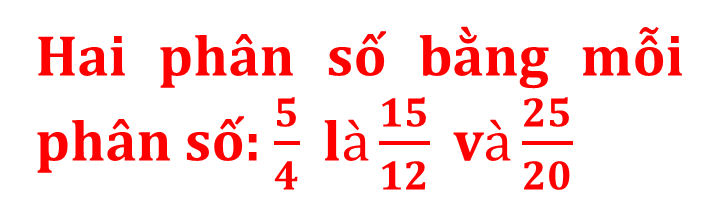 Hai phân số bằng mỗi
phân số: 5/4 là 15/12 và 25/20